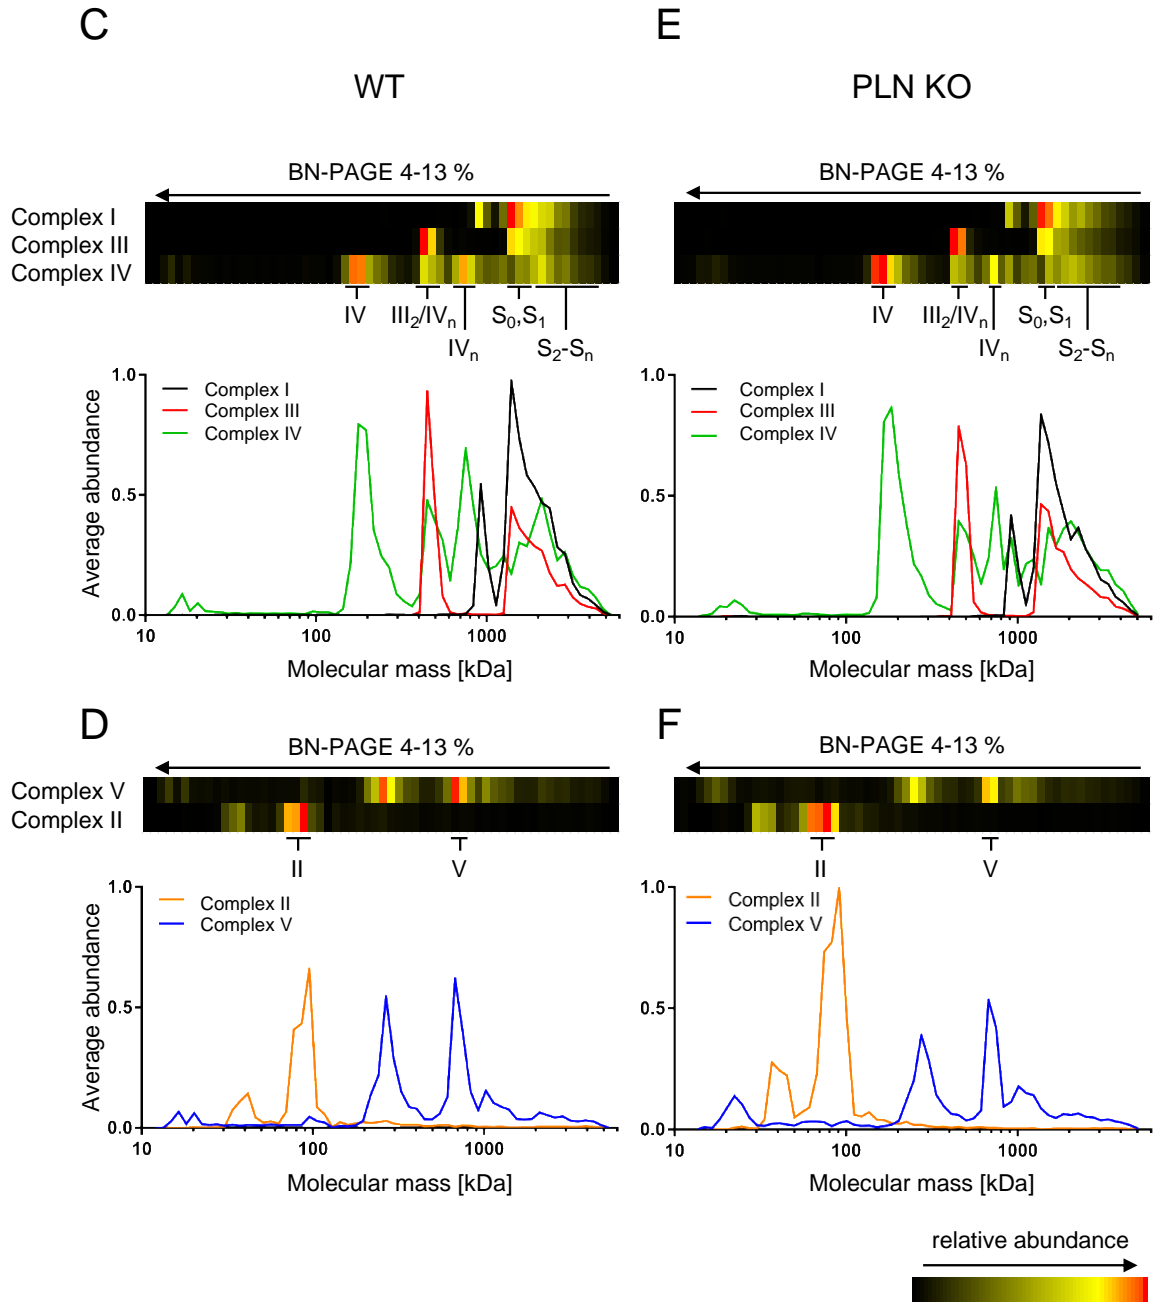 C
E
WT
PLN KO
BN-PAGE 4-13 %
BN-PAGE 4-13 %
Complex I
Complex III
Complex IV
IV
III2/IVn
S0,S1
IVn
S2-Sn
IV
III2/IVn
S0,S1
IVn
S2-Sn
1.0
0.5
0.0
Average abundance
Complex I
Complex III
Complex IV
10
100
1000
Molecular mass [kDa]
1.0
0.5
0.0
Complex I
Complex III
Complex IV
10
100
1000
Molecular mass [kDa]
D
F
BN-PAGE 4-13 %
BN-PAGE 4-13 %
Complex V
Complex II
II
V
II
V
1.0
0.5
0.0
Average abundance
Complex II
Complex V
10
100
1000
Molecular mass [kDa]
1.0
0.5
0.0
Complex II
Complex V
10
100
1000
Molecular mass [kDa]
relative abundance